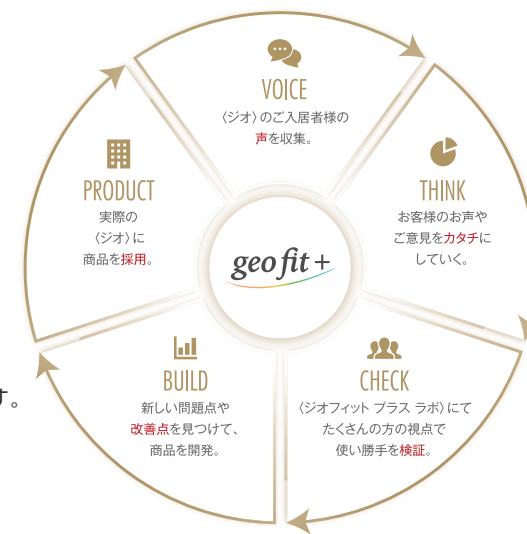 VOICE
〈ジオ〉のご入居者様の
声を収集。
THINK
お客様のお声や
ご意見をカタチに
していく。
CHECK
〈ジオフィット プラス ラボ〉にて
たくさんの方の視点で
使い勝手を検証。
BUILD
新しい問題点や
改善点を見つけて、
商品を開発。
PRODUCT
実際の
〈ジオ〉に
商品を採用。
geo fit +
す。